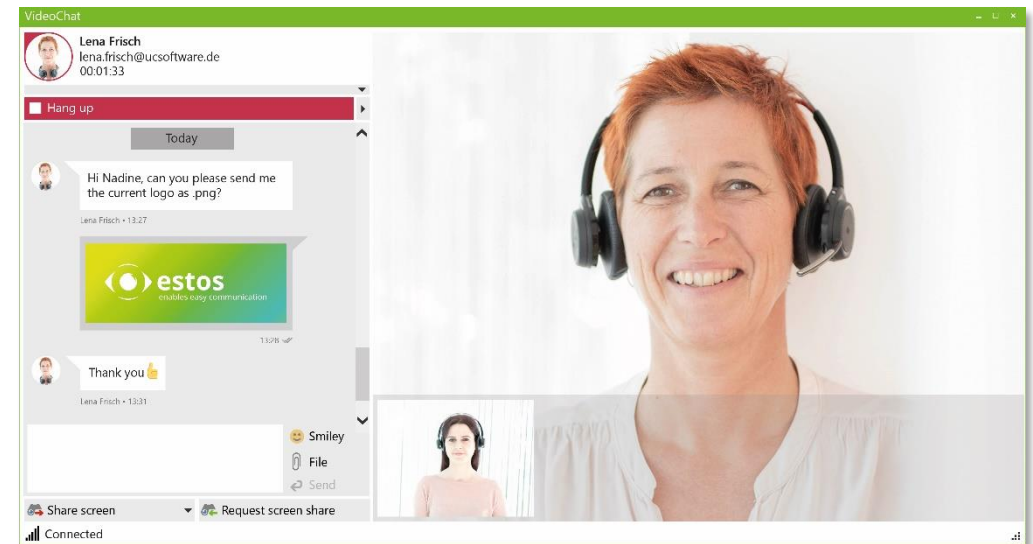 VideoChat
Lena Frisch
lena.frisch@ucsoftware.de
00:01:33
Hang up
Today
Hi Nadine, can you please send me
the current logo as .png?
Lena Frisch • 13:27
estos
enables easy communication
13:28
Thank you👍
Lena Frisch • 13:31
Smiley
File
Send
Share screen
Request screen share
Connected